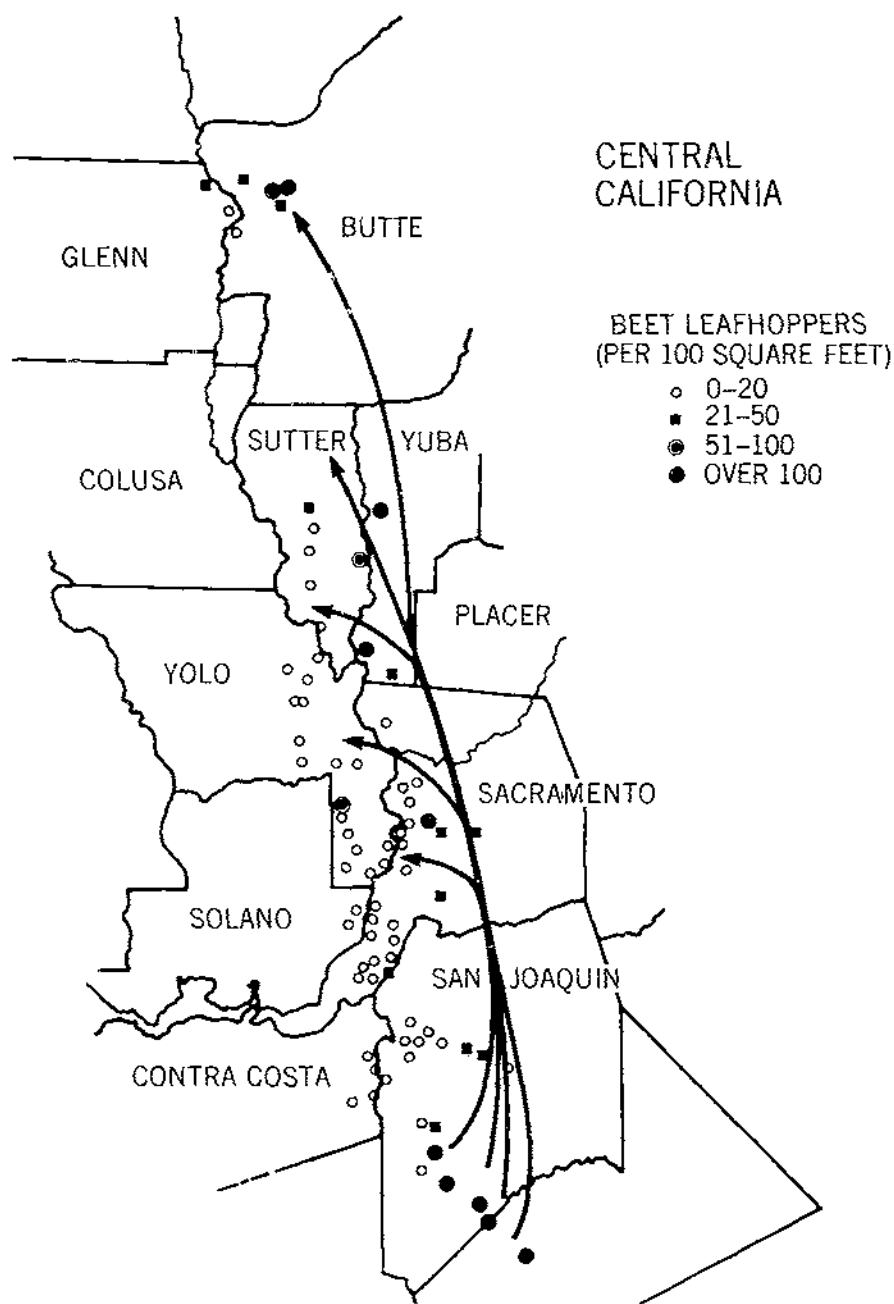 CENTRAL
CALIFORNIA
BUTTE
GLENN
BEET LEAFHOPPERS
(PER 100 SQUARE FEET)
0–20
21–50
51–100
OVER 100
SUTTER
YUBA
COLUSA
PLACER
YOLO
SACRAMENTO
SOLANO
SAN JOAQUIN
CONTRA COSTA